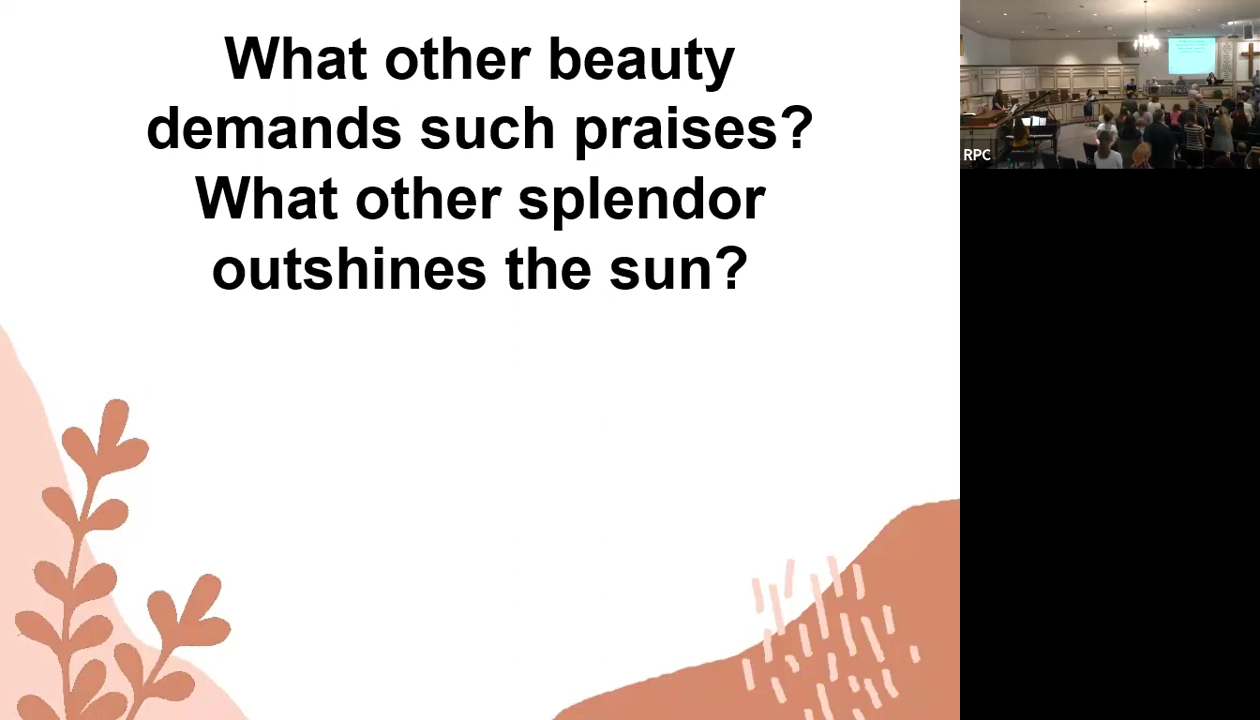 What other beauty
demands such praises?
What other splendor
outshines the sun?
RPC